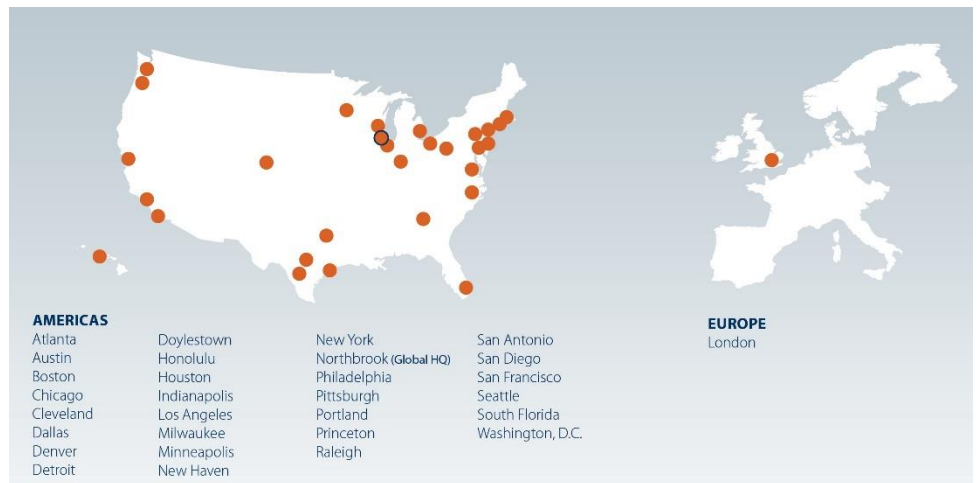 AMERICAS
Atlanta
Austin
Boston
Chicago
Cleveland
Dallas
Denver
Detroit
Doylestown
Honolulu
Houston
Indianapolis
Los Angeles
Milwaukee
Minneapolis
New Haven
New York
Northbrook (Global HQ)
Philadelphia
Pittsburgh
Portland
Princeton
Raleigh
San Antonio
San Diego
San Francisco
Seattle
South Florida
Washington, D.C.
EUROPE
London